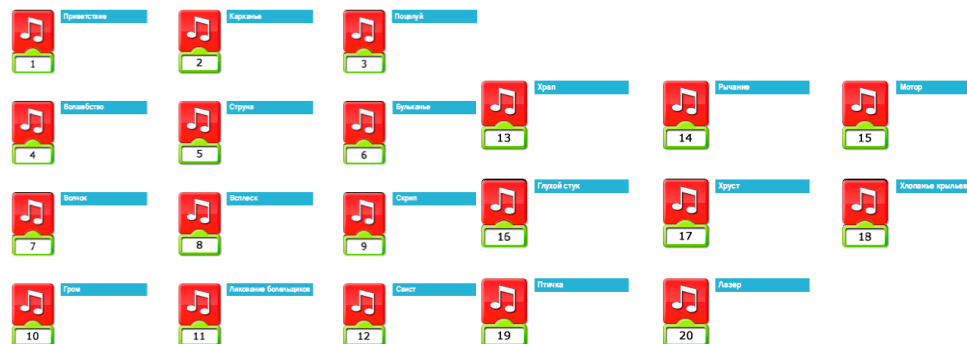 Приветствие
1
Карканье
2
Поцелуй
3
Волшебство
4
Струна
5
Бульканье
6
Волчок
7
Всплеск
8
Скрип
9
Гром
10
Ликование болельщиков
11
Свист
12
Храп
13
Рычание
14
Мотор
15
Глухой стук
16
Хруст
17
Хлопанье крыльев
18
Птичка
19
Лазер
20